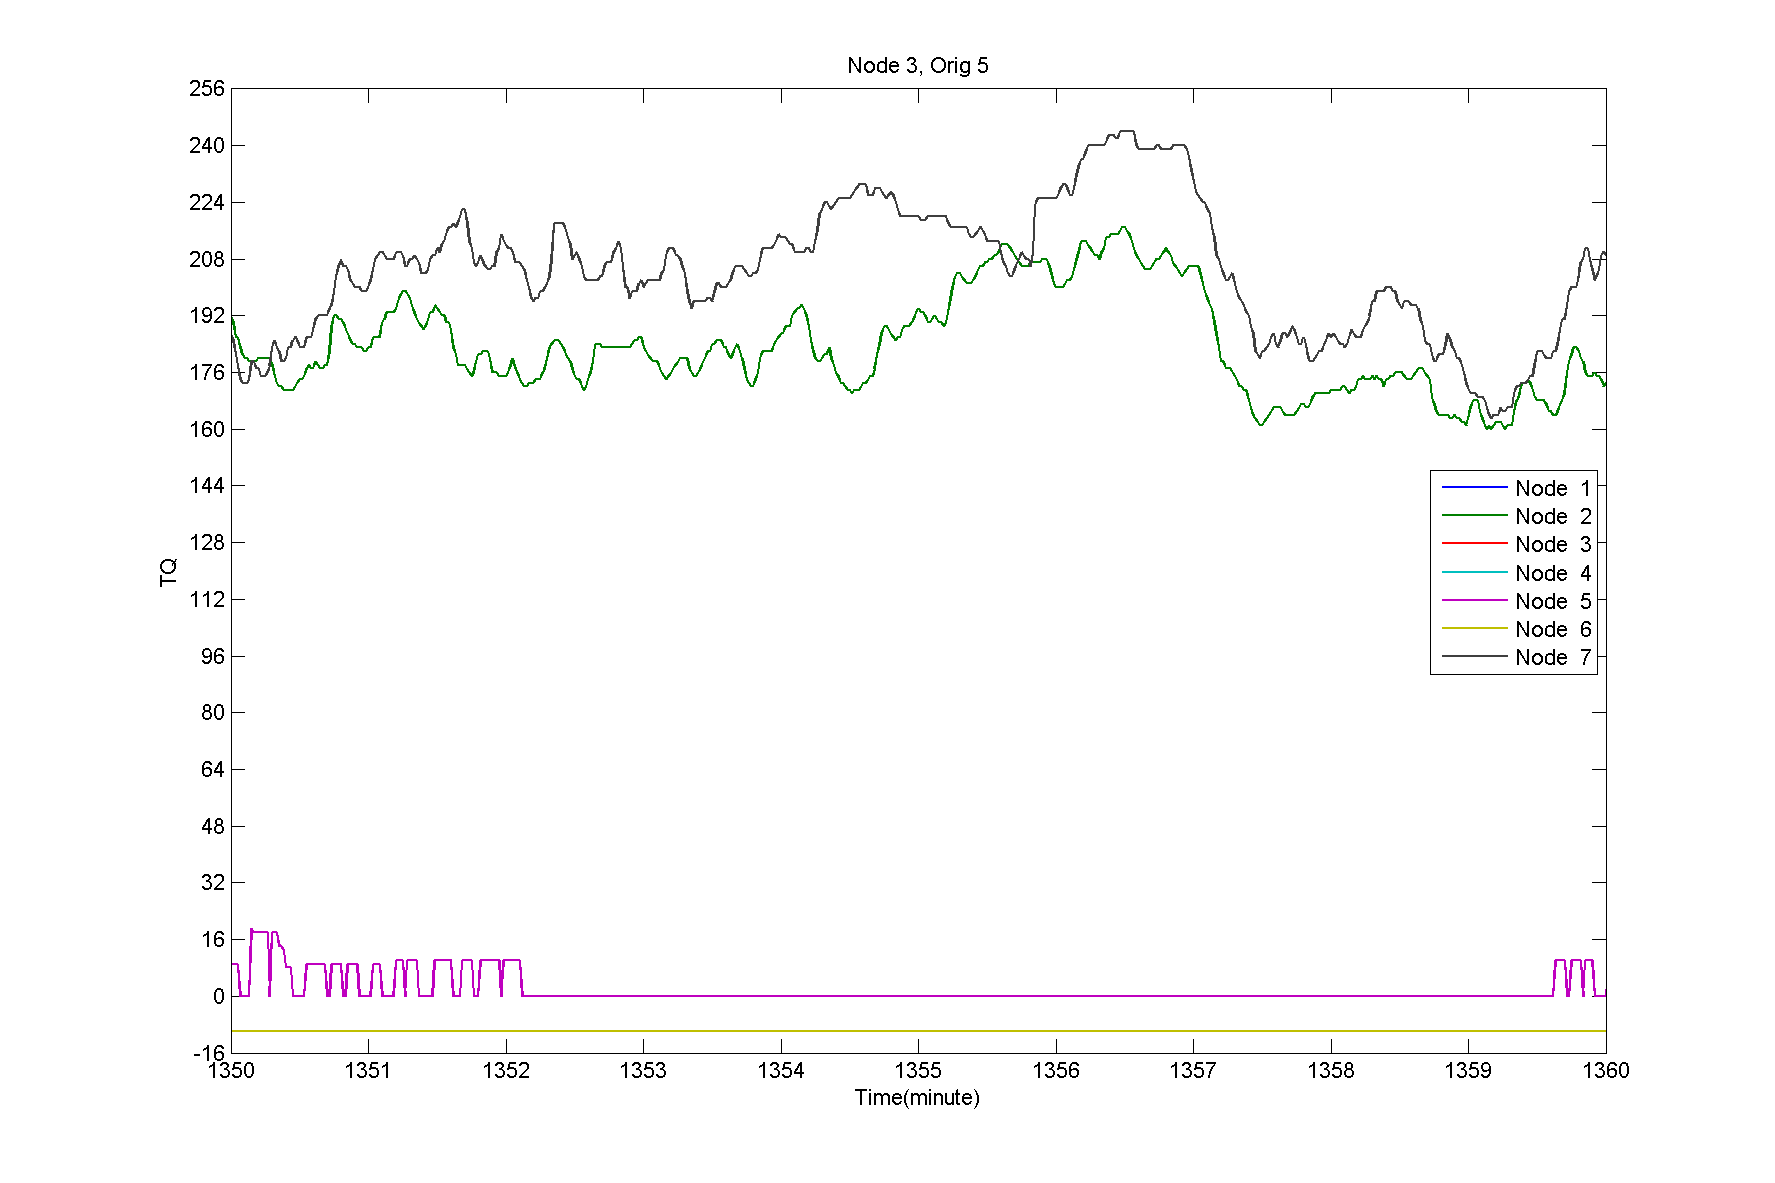 Node 3, Orig 5
256
240
224
208
192
176
160
144
128
112
96
80
64
48
32
16
0
-16
TQ
Node 1
Node 2
Node 3
Node 4
Node 5
Node 6
Node 7
1350 1351 1352 1353 1354 1355 1356 1357 1358 1359 1360
Time(minute)